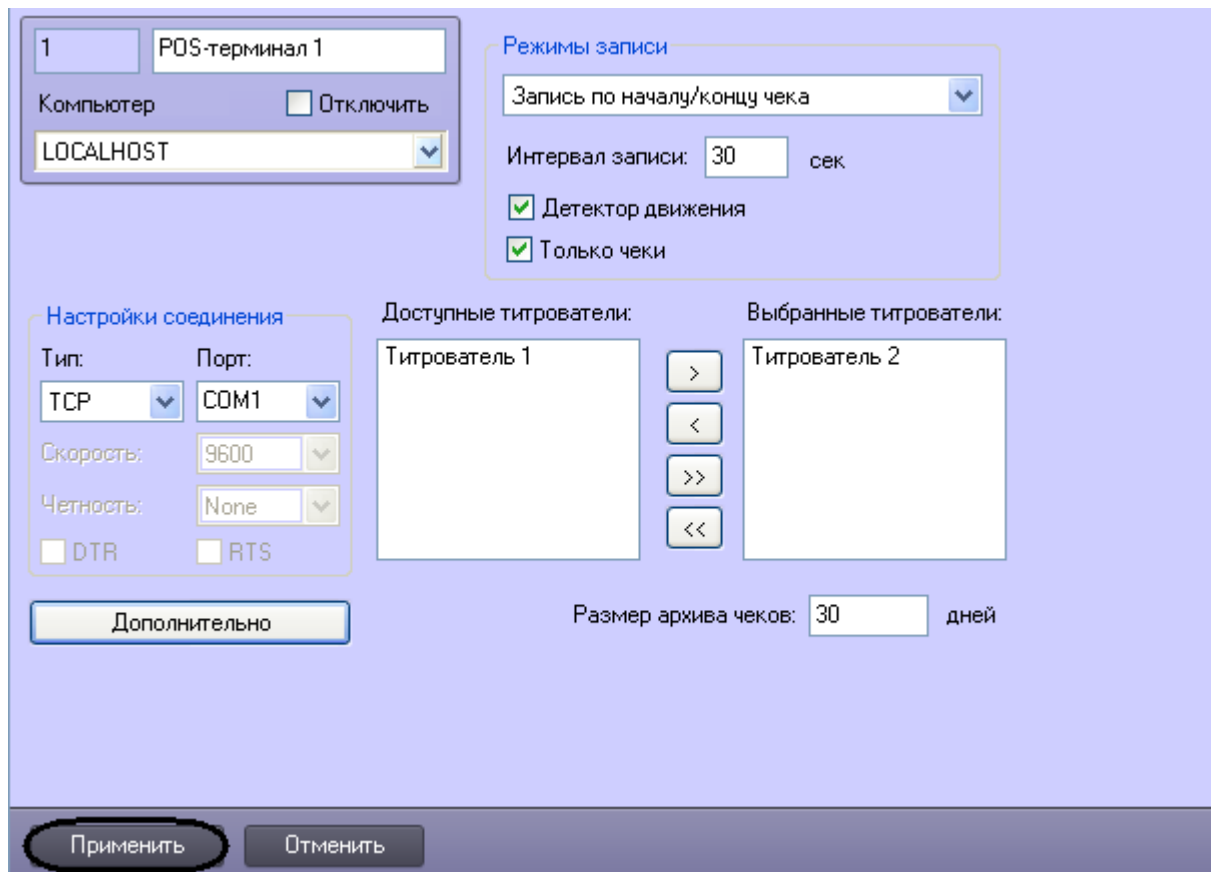 1
POS-терминал 1
Компьютер
Отключить
LOCALHOST
Режимы записи
Запись по началу/концу чека
Интервал записи: 30 сек
Детектор движения
Только чеки
Настройки соединения
Тип: Порт:
TCP COM1
Скорость: 9600
Четность: None
DTR RTS
Дополнительно
Доступные титрователи:
Титрователь 1
>
<
>>
<<
Выбранные титрователи:
Титрователь 2
Размер архива чеков: 30 дней
Применить Отменить